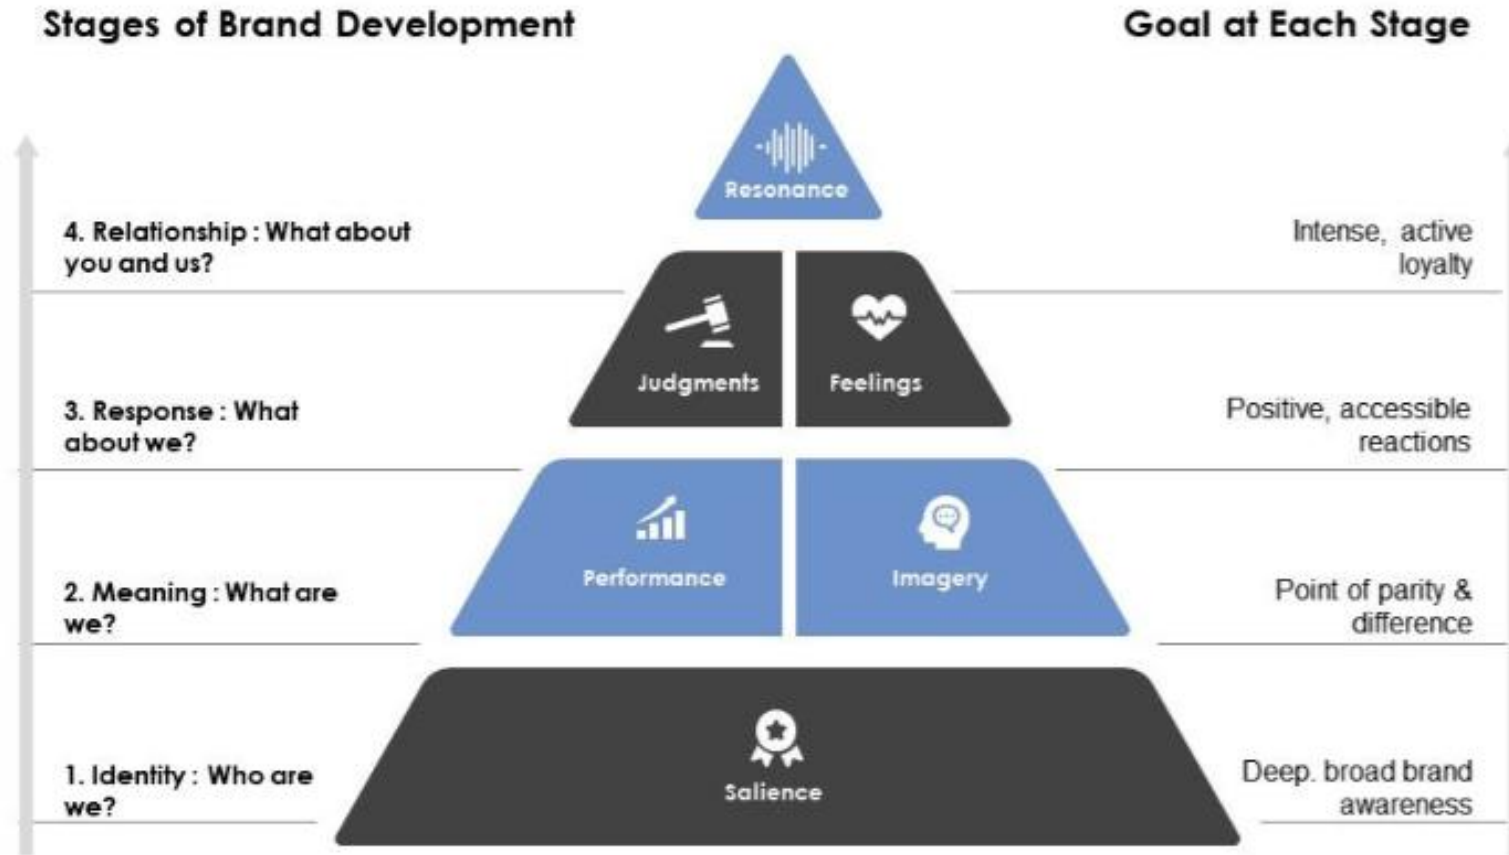 Stages of Brand Development
Goal at Each Stage
Resonance
4. Relationship : What about
you and us?
Intense, active
loyalty
Judgments
Feelings
3. Response : What
about we?
Positive, accessible
reactions
Performance
Imagery
2. Meaning : What are
we?
Point of parity &
difference
1. Identity : Who are
we?
Salience
Deep. broad brand
awareness